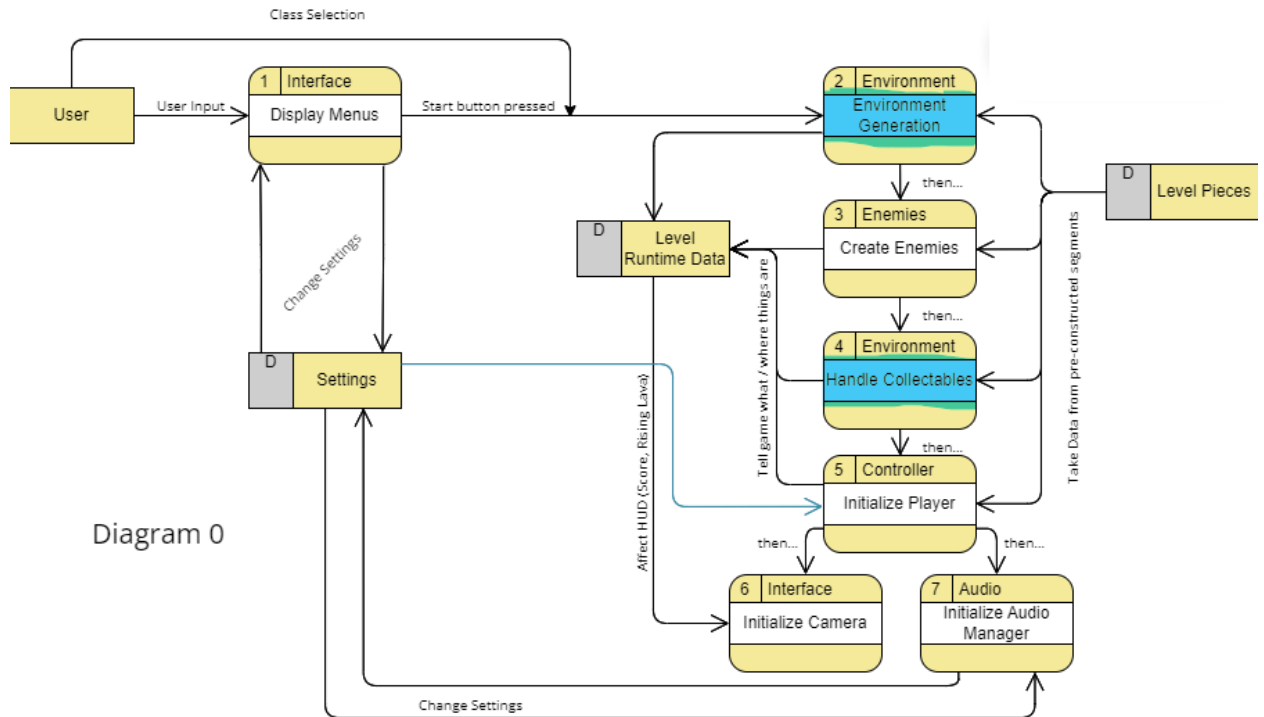 Class Selection
1 Interface
Display Menus
User
User Input
Start button pressed
2 Environment
Environment
Generation
then...
D
Level Pieces
3 Enemies
Create Enemies
D
Level
Runtime Data
Change Settings
then...
4 Environment
Handle Collectables
D
Settings
Tell game what / where things are
Take Data from pre-constructed segments
Affect HUD (Score, Rising Lava)
then...
5 Controller
Initialize Player
Diagram 0
then...
then...
6 Interface
Initialize Camera
7 Audio
Initialize Audio
Manager
Change Settings